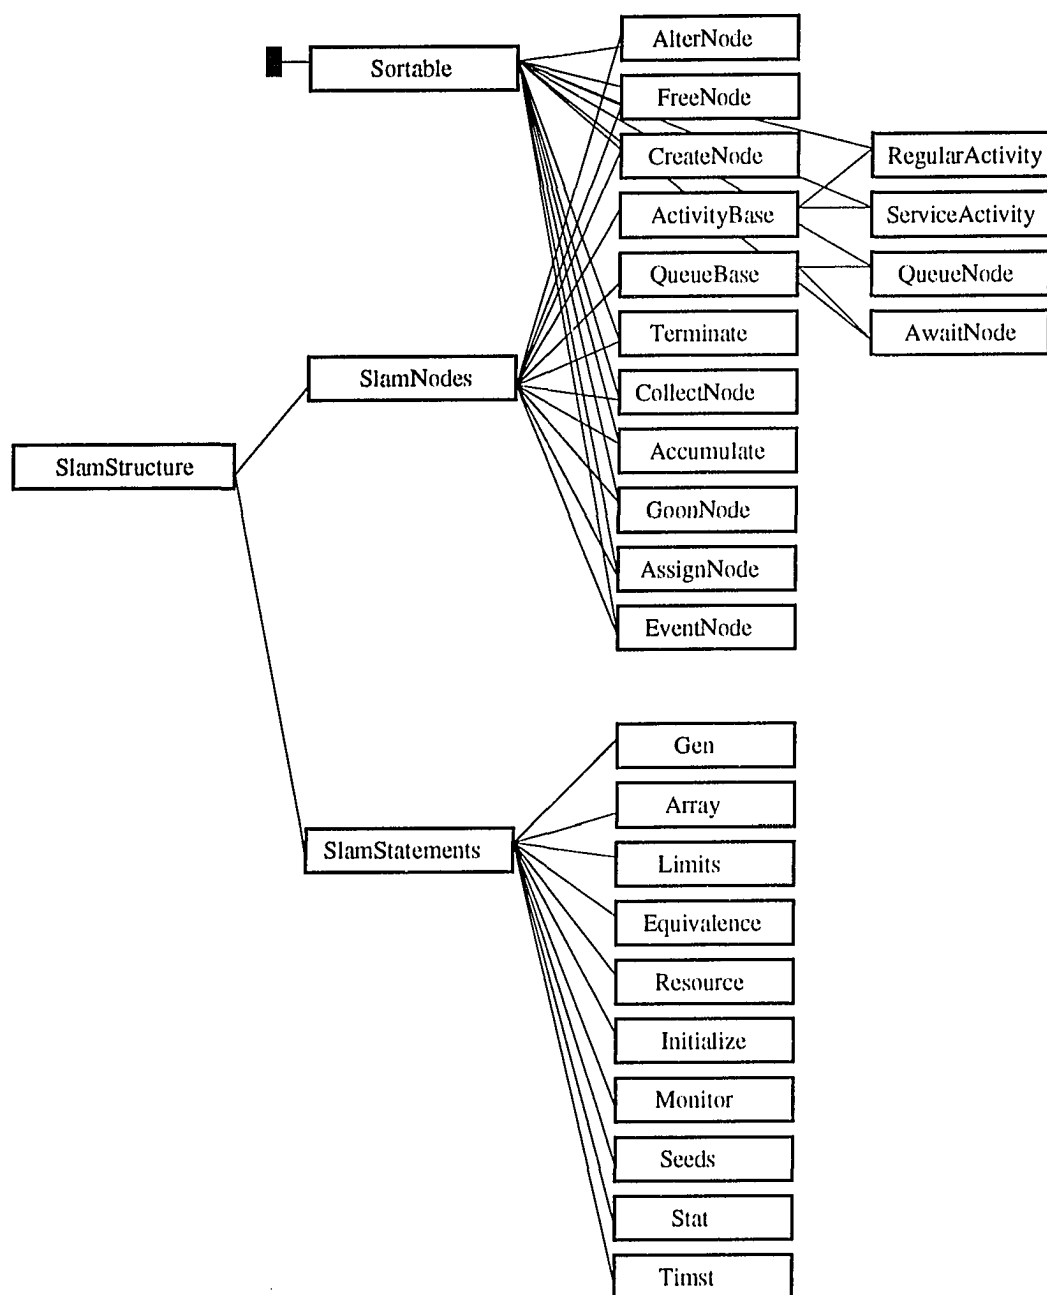 AlterNode
Sortable
FreeNode
CreateNode
RegularActivity
ActivityBase
ServiceActivity
QueueBase
QueueNode
Terminate
AwaitNode
SlamNodes
CollectNode
Accumulate
SlamStructure
GoonNode
AssignNode
EventNode
Gen
Array
SlamStatements
Limits
Equivalence
Resource
Initialize
Monitor
Seeds
Stat
Timst